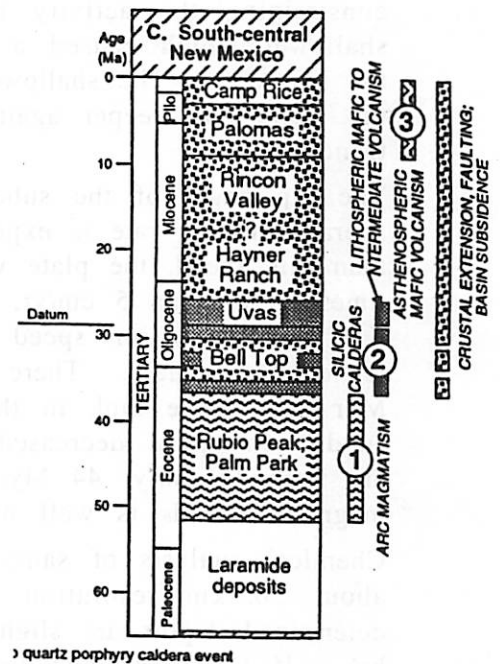 C. South-central
New Mexico
Age
(Ma)
0
10
20
30
40
50
60
Datum
TERTIARY
Plio
Miocene
Oligocene
Eocene
Paleocene
Camp Rice
Palomas
Rincon
Valley
Hayner
Ranch
Uvas
Bell Top
Rubio Peak;
Palm Park
Laramide
deposits
1
ARC MAGMATISM
SILICIC
CALDERAS
2
LITHOSPHERIC MAFIC TO
INTERMEDIATE VOLCANISM
3
ASTHENOSPHERIC
MAFIC VOLCANISM
CRUSTAL EXTENSION, FAULTING;
BASIN SUBSIDENCE
quartz porphyry caldera event